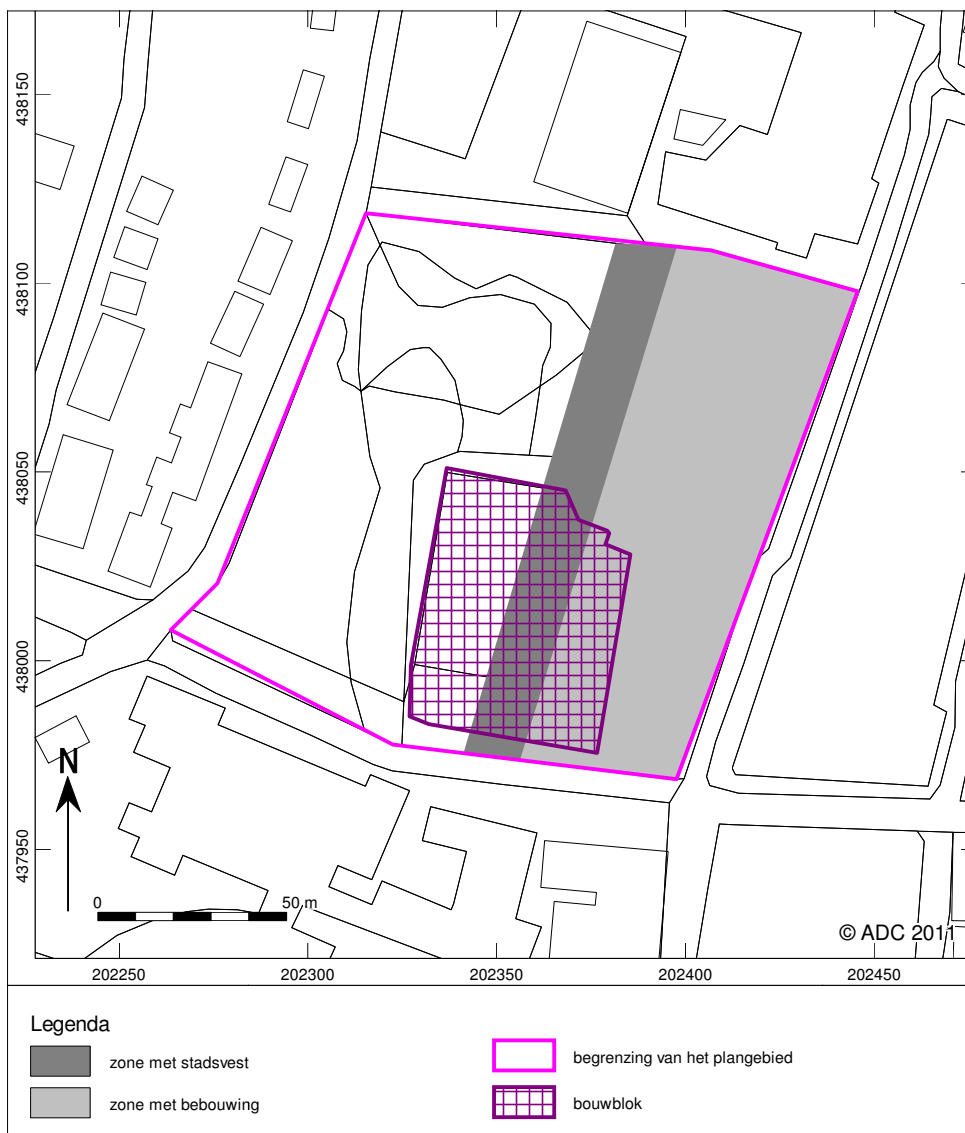 438150
438100
438050
438000
437950
N
0
50 m
© ADC 2011
202250
202300
202350
202400
202450
Legenda
zone met stadsvest
begrenzing van het plangebied
zone met bebouwing
bouwblok